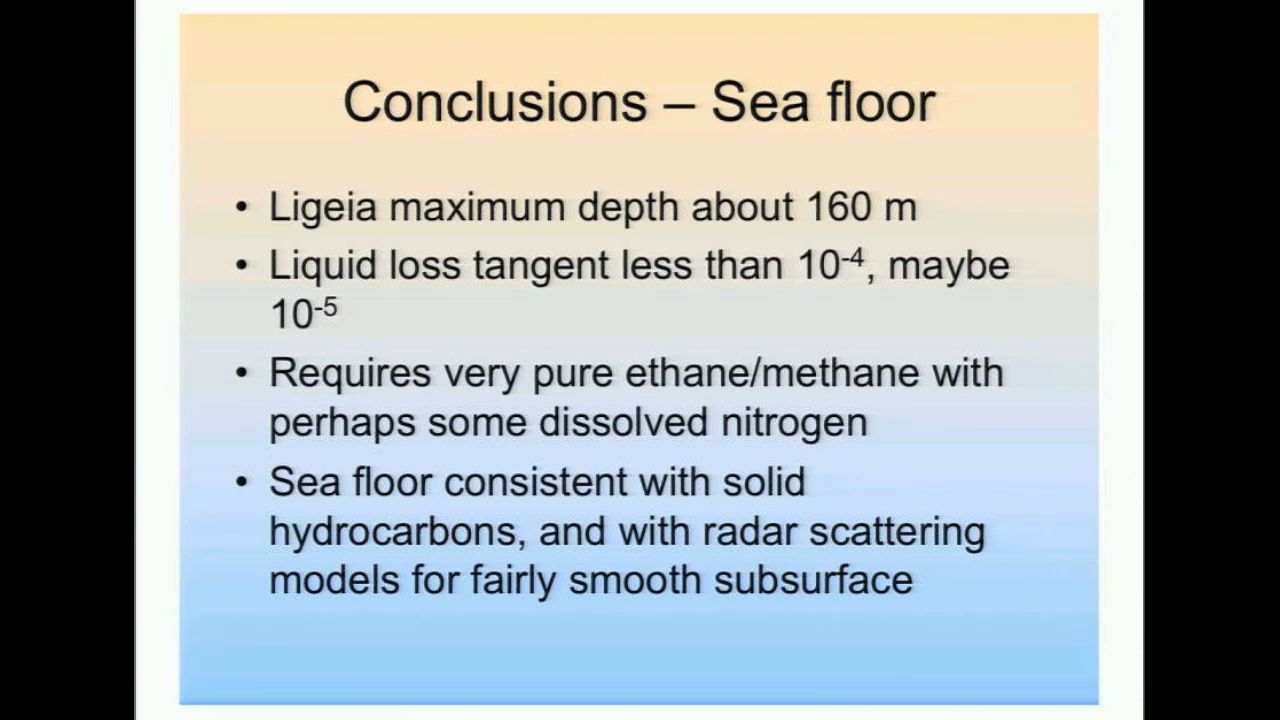 Conclusions – Sea floor
• Ligeia maximum depth about 160 m
• Liquid loss tangent less than 10⁻⁴, maybe
10⁻⁵
• Requires very pure ethane/methane with
perhaps some dissolved nitrogen
• Sea floor consistent with solid
hydrocarbons, and with radar scattering
models for fairly smooth subsurface